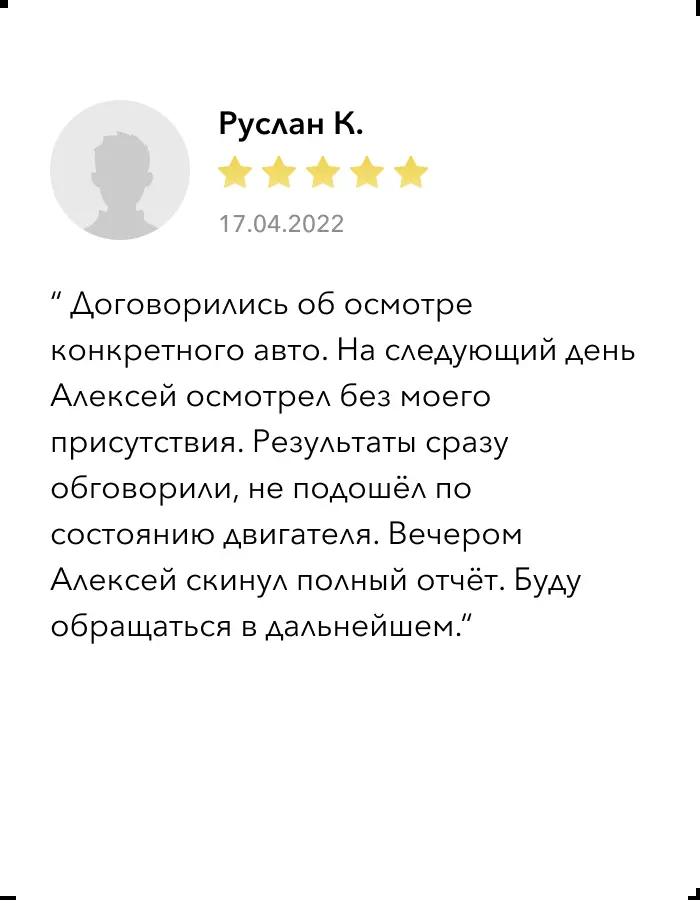 Руслан К.
17.04.2022
“ Договорились об осмотре
конкретного авто. На следующий день
Алексей осмотрел без моего
присутствия. Результаты сразу
обговорили, не подошёл по
состоянию двигателя. Вечером
Алексей скинул полный отчёт. Буду
обращаться в дальнейшем.“